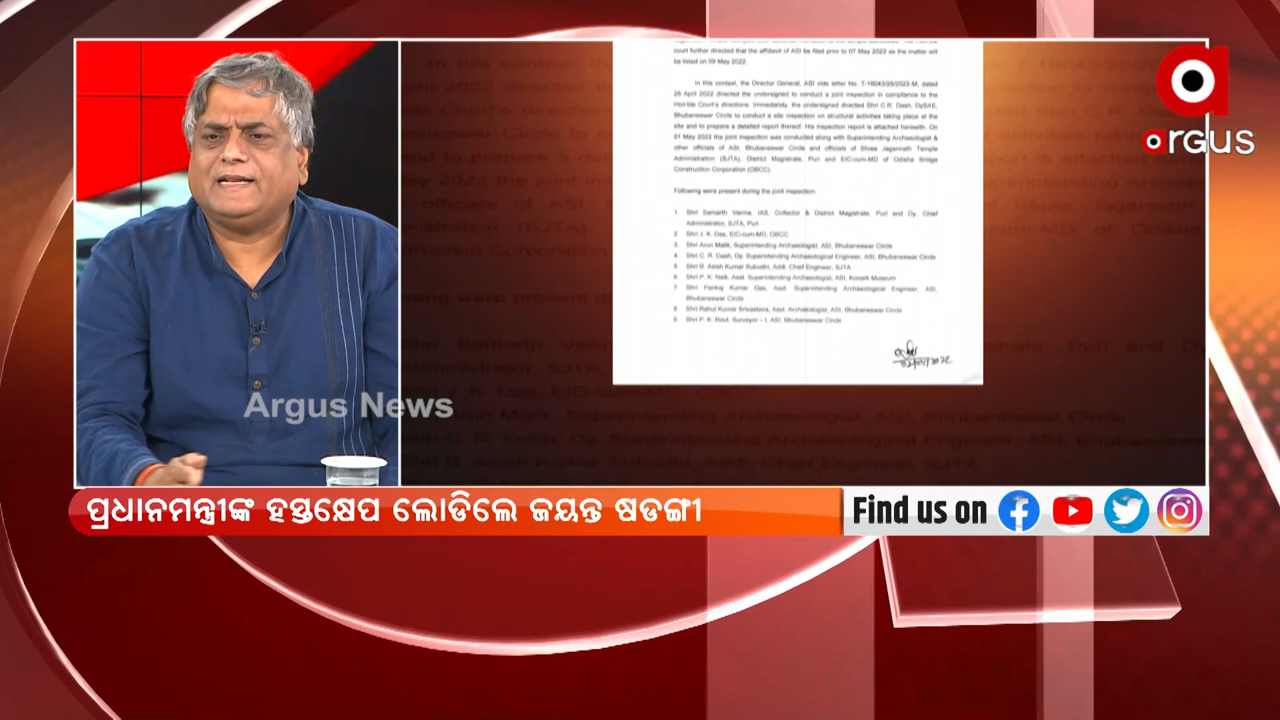 court further directed that the affidavit of ASI be filed prior to 07 May 2022 as the matter will
be listed on 09 May 2022.
In this context, the Director General, ASI vide letter No. T-16043/26/2022-M, dated
28 April 2022 directed the undersigned to conduct a joint inspection in compliance to the
Hon'ble Court's directions. Immediately, the undersigned directed Shri C.R. Dash, DySAE,
Bhubaneswar Circle to conduct a site inspection on structural activities taking place at the
site and to prepare a detailed report thereof. His inspection report is attached herewith. On
01 May 2022 the joint inspection was conducted along with Superintending Archaeologist &
other officials of ASI, Bhubaneswar Circle and officials of Shree Jagannath Temple
Administration (SJTA), District Magistrate, Puri and EIC-cum-MD of Odisha Bridge
Construction Corporation (OBCC)
Following were present during the joint inspection:
1. Shri Samarth Verma, IAS, Collector & District Magistrate, Puri and Dy. Chief
Administrator, SJTA, Puri
2. Shri J. K. Das, EIC-cum-MD, OBCC
3. Shri Arun Malik, Superintending Archaeologist, ASI, Bhubaneswar Circle
4. Shri C. R. Dash, Dy. Superintending Archaeological Engineer, ASI, Bhubaneswar Circle
5. Shri B. Asish Kumar Subudhi, Addl. Chief Engineer, SJTA
6. Shri P. K. Naik, Asst. Superintending Archaeologist, ASI, Konark Museum
7. Shri Pankaj Kumar Das, Asst. Superintending Archaeological Engineer, ASI,
Bhubaneswar Circle
8. Shri Rahul Kumar Srivastava, Asst. Archaeologist, ASI, Bhubaneswar Circle
9. Shri P. K. Rout, Surveyor – I, ASI, Bhubaneswar Circle
argus
Argus News
ପ୍ରଧାନମନ୍ତ୍ରୀଙ୍କ ହସ୍ତକ୍ଷେପ ଲୋଡିଲେ ଜୟନ୍ତ ଷଡଙ୍ଗୀ
Find us on